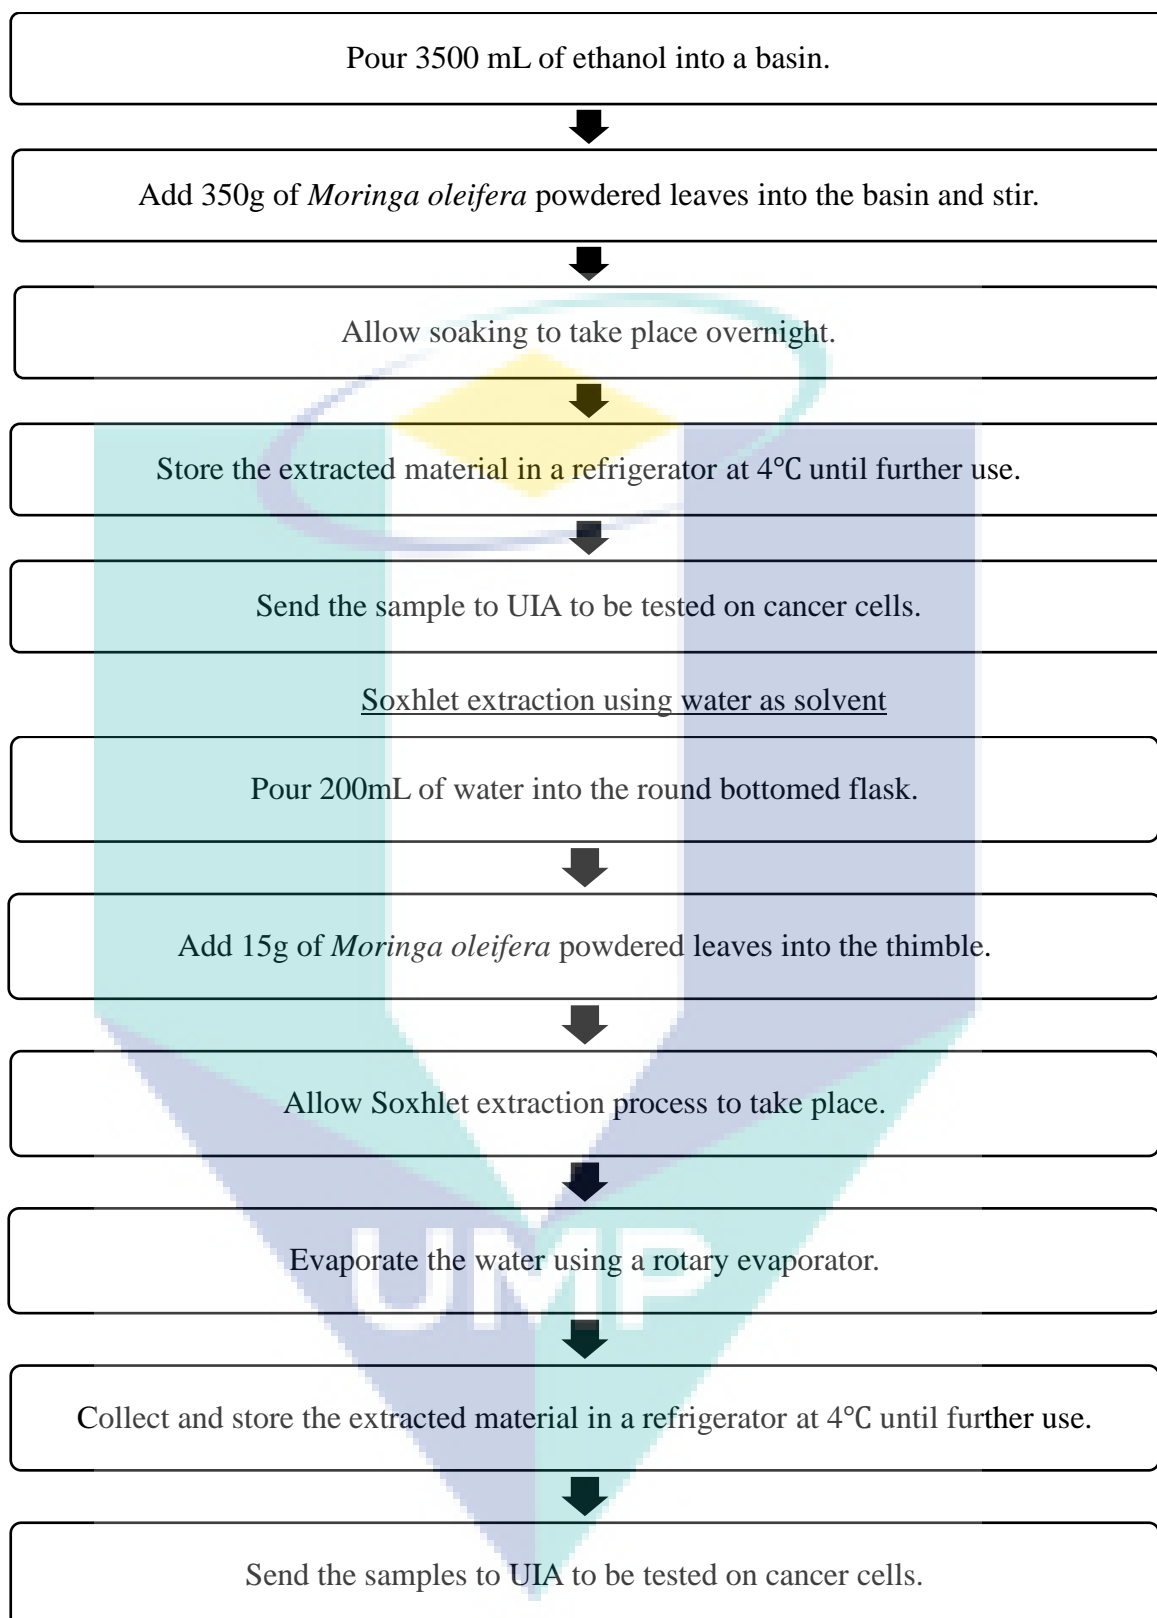 Pour 3500 mL of ethanol into a basin.
Add 350g of Moringa oleifera powdered leaves into the basin and stir.
Allow soaking to take place overnight.
Store the extracted material in a refrigerator at 4°C until further use.
Send the sample to UIA to be tested on cancer cells.
Soxhlet extraction using water as solvent
Pour 200mL of water into the round bottomed flask.
Add 15g of Moringa oleifera powdered leaves into the thimble.
Allow Soxhlet extraction process to take place.
Evaporate the water using a rotary evaporator.
UMP
Collect and store the extracted material in a refrigerator at 4°C until further use.
Send the samples to UIA to be tested on cancer cells.